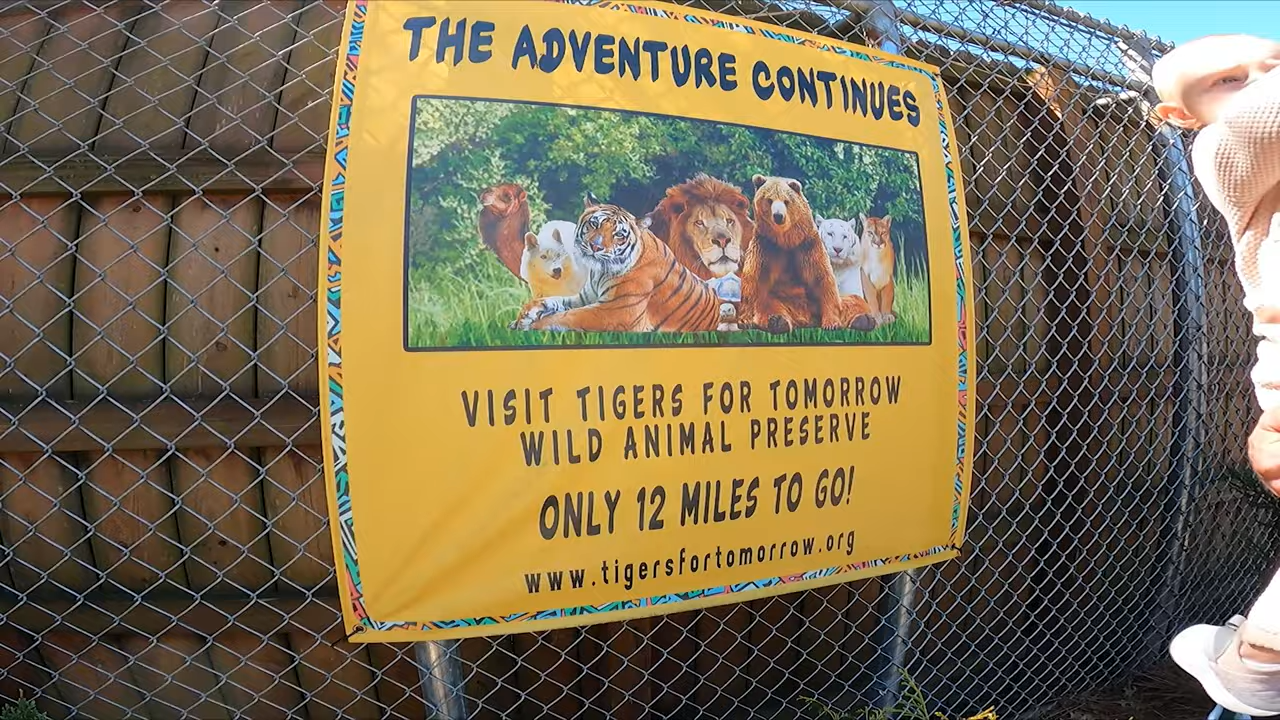 THE ADVENTURE CONTINUES
VISIT TIGERS FOR TOMORROW
WILD ANIMAL PRESERVE
ONLY 12 MILES TO GO!
www.tigersfortomorrow.org